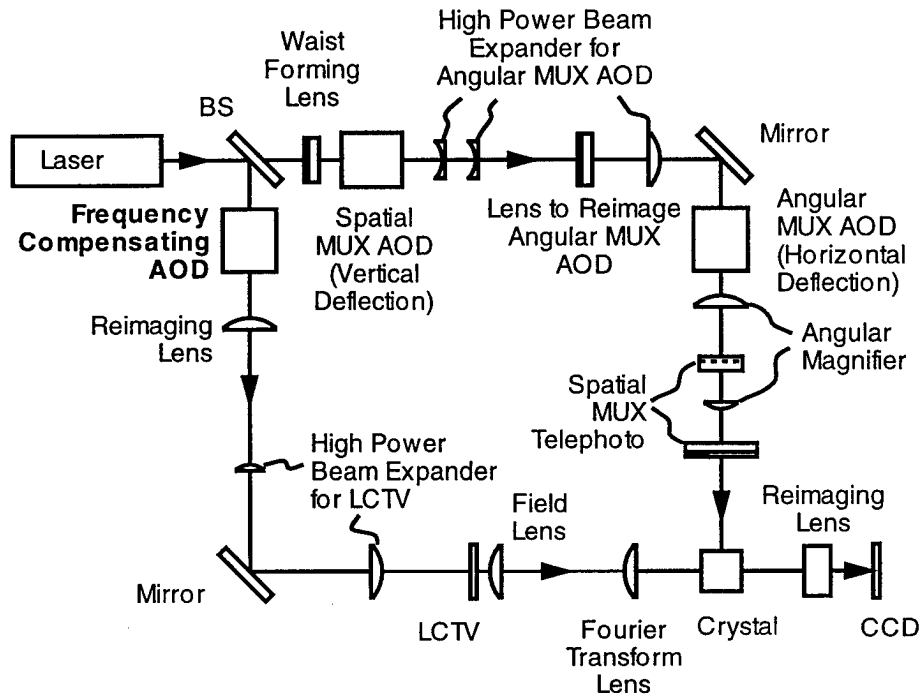 Waist
Forming
Lens
High Power Beam
Expander for
Angular MUX AOD
BS
Mirror
Laser
Frequency
Compensating
AOD
Spatial
MUX AOD
(Vertical
Deflection)
Lens to Reimage
Angular MUX
AOD
Angular
MUX AOD
(Horizontal
Deflection)
Reimaging
Lens
Angular
Magnifier
Spatial
MUX
Telephoto
High Power
Beam Expander
for LCTV
Field
Lens
Reimaging
Lens
Mirror
LCTV
Fourier
Transform
Lens
Crystal
CCD